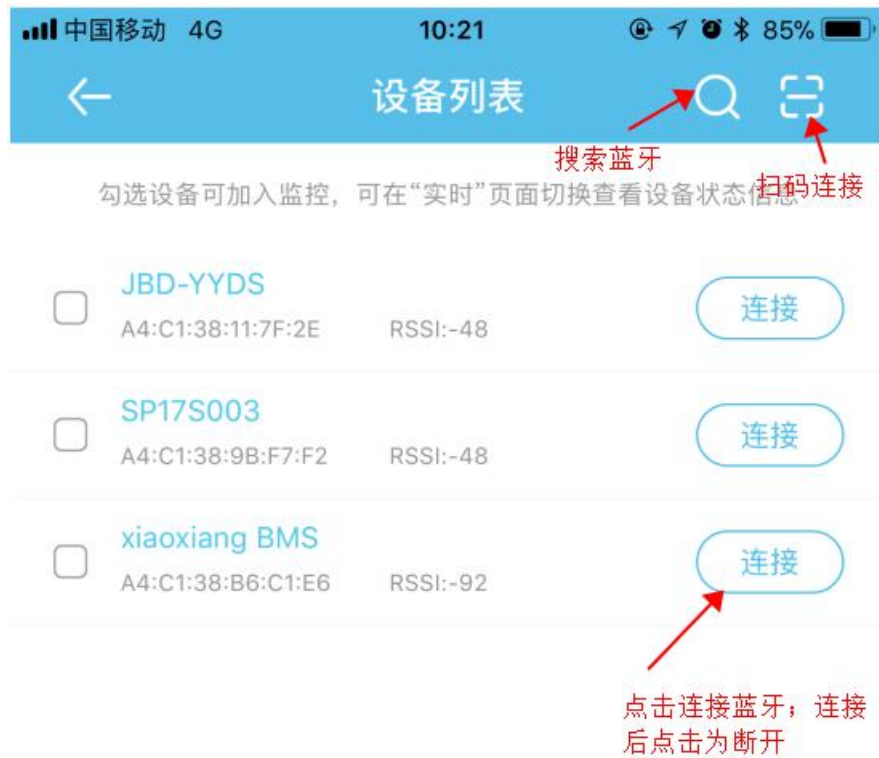 中国移动 4G 10:21 85%
设备列表
搜索蓝牙
扫码连接
勾选设备可加入监控，可在“实时”页面切换查看设备状态信息
JBD-YYDS
连接
A4:C1:38:11:7F:2E RSSI:-48
SP17S003
连接
A4:C1:38:9B:F7:F2 RSSI:-48
xiaoxiang BMS
连接
A4:C1:38:B6:C1:E6 RSSI:-92
点击连接蓝牙；连接
后点击为断开